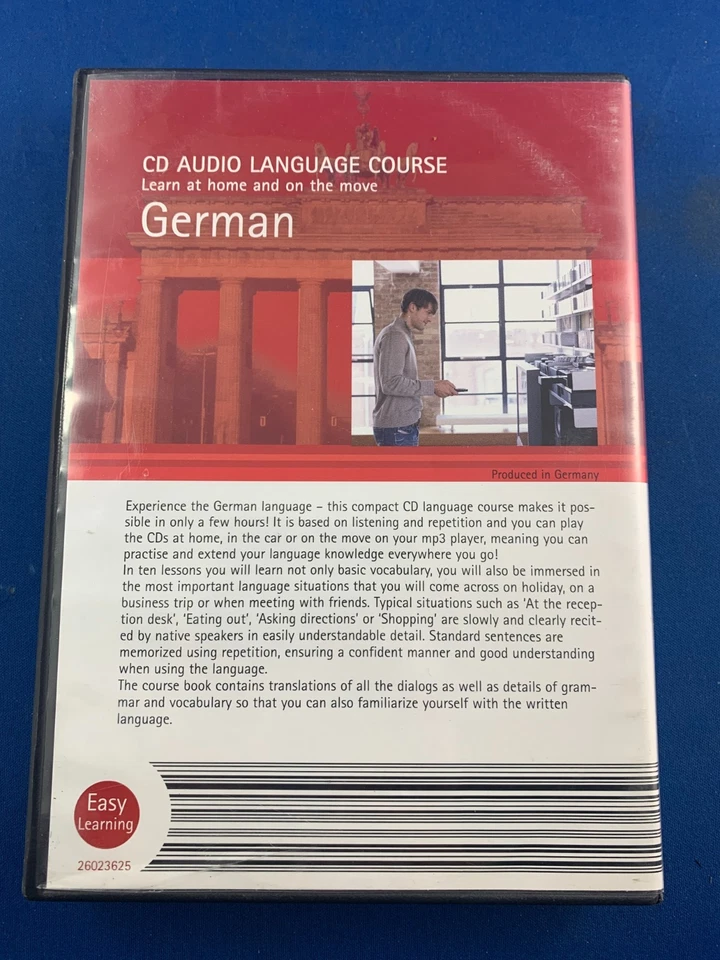 CD AUDIO LANGUAGE COURSE
Learn at home and on the move
German
Produced in Germany
Experience the German language – this compact CD language course makes it pos-
sible in only a few hours! It is based on listening and repetition and you can play
the CDs at home, in the car or on the move on your mp3 player, meaning you can
practise and extend your language knowledge everywhere you go!
In ten lessons you will learn not only basic vocabulary, you will also be immersed in
the most important language situations that you will come across on holiday, on a
business trip or when meeting with friends. Typical situations such as ‘At the recep-
tion desk’, ‘Eating out’, ‘Asking directions’ or ‘Shopping’ are slowly and clearly recit-
ed by native speakers in easily understandable detail. Standard sentences are
memorized using repetition, ensuring a confident manner and good understanding
when using the language.
The course book contains translations of all the dialogs as well as details of gram-
mar and vocabulary so that you can also familiarize yourself with the written
language.
Easy
Learning
26023625